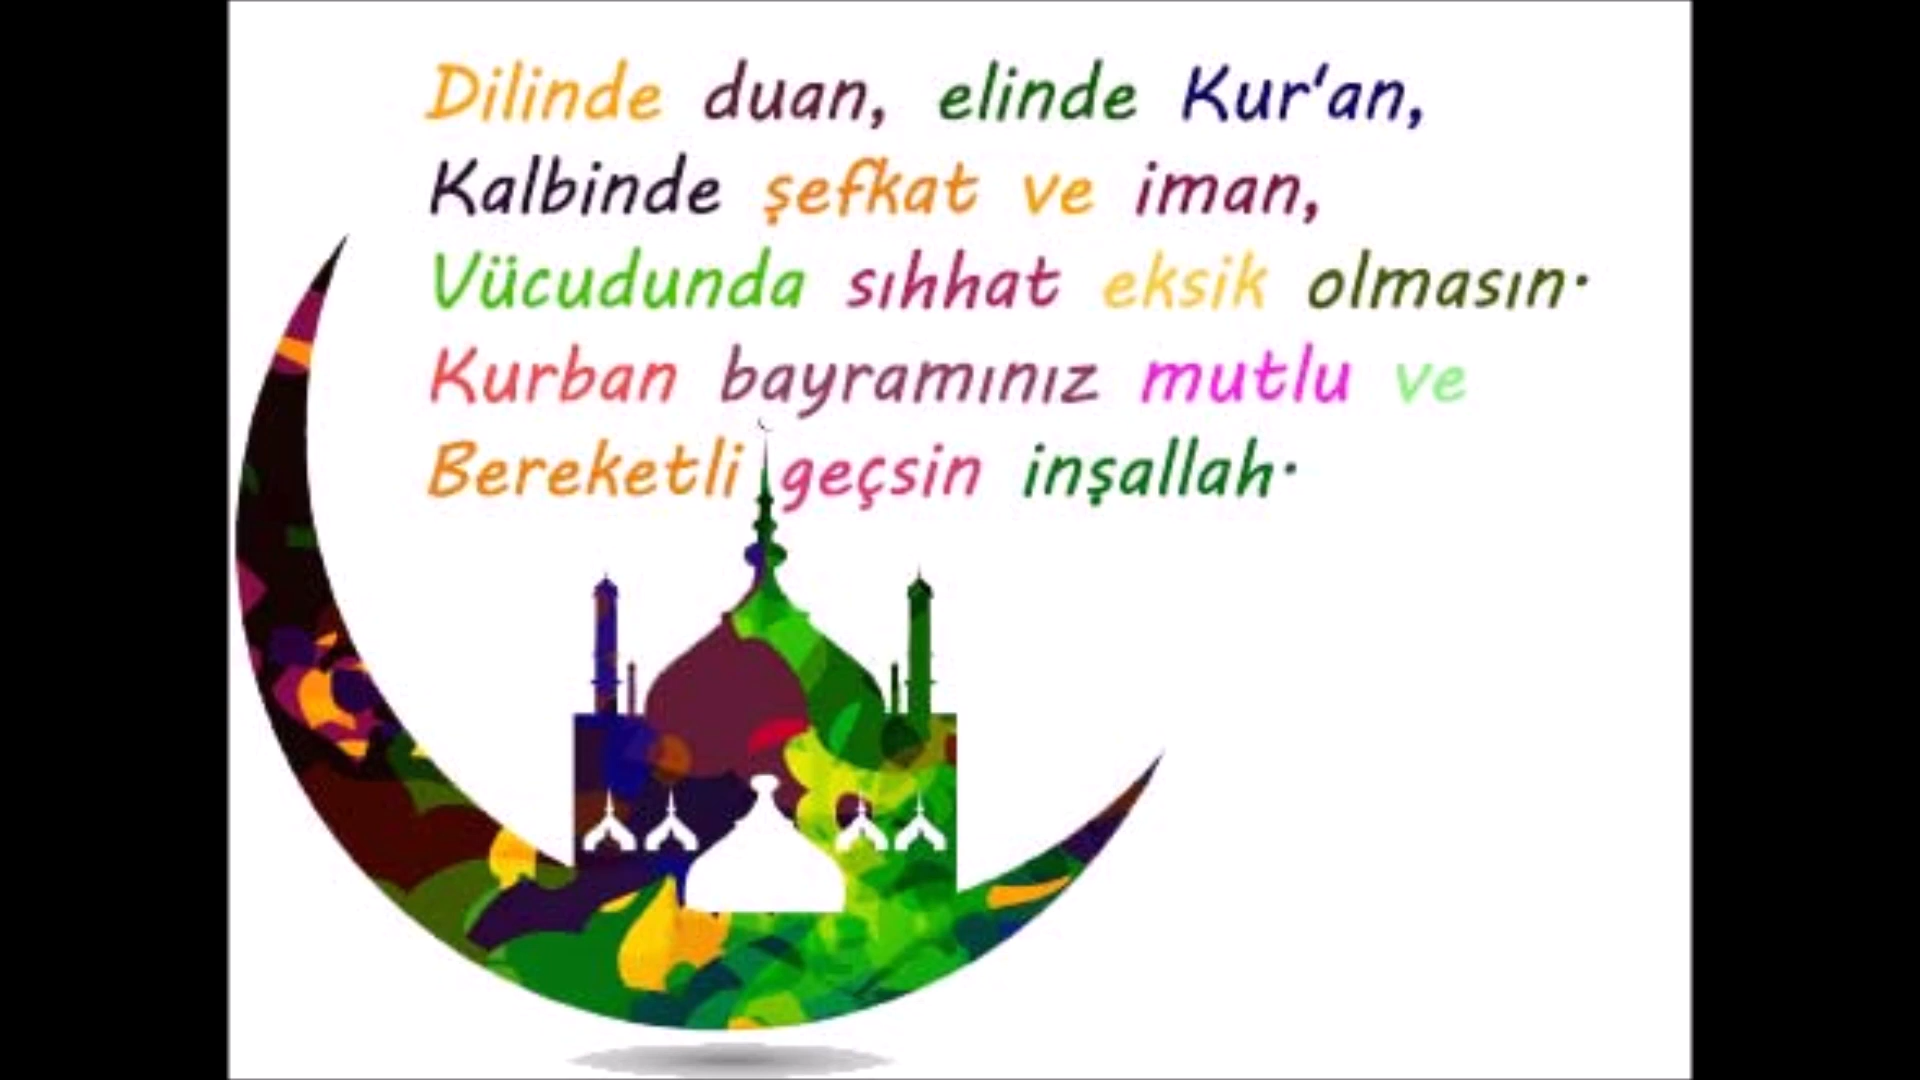 Dilinde duan, elinde Kur'an,
Kalbinde şefkat ve iman,
Vücudunda sıhhat eksik olmasın.
Kurban bayramınız mutlu ve
Bereketli geçsin inşallah.